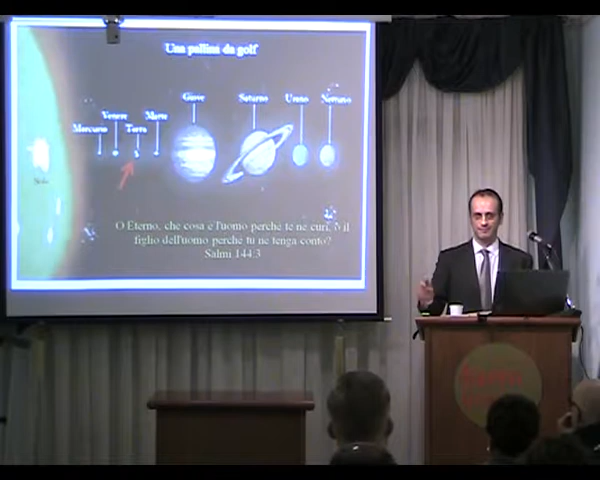 Una pallina da golf
Giove Saturno Urano Nettuno
Venere Marte
Mercurio Terra
Sole
O Eterno, che cosa è l'uomo perché te ne curi, o il
figlio dell'uomo perché tu ne tenga conto?
Salmi 144:3